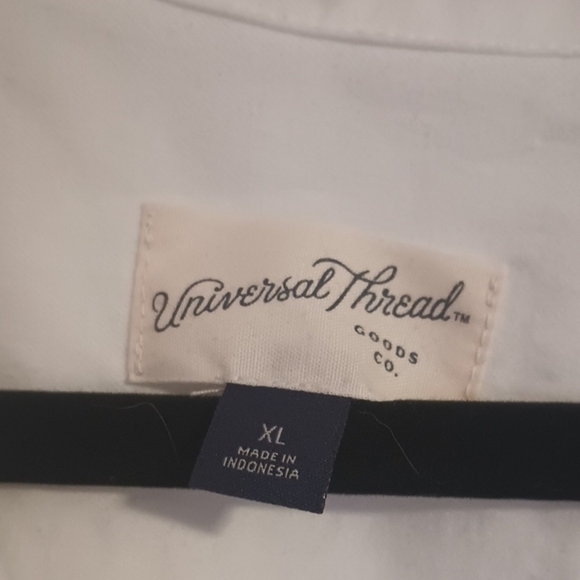 Universal Thread™
GOODS
CO.
XL
MADE IN
INDONESIA